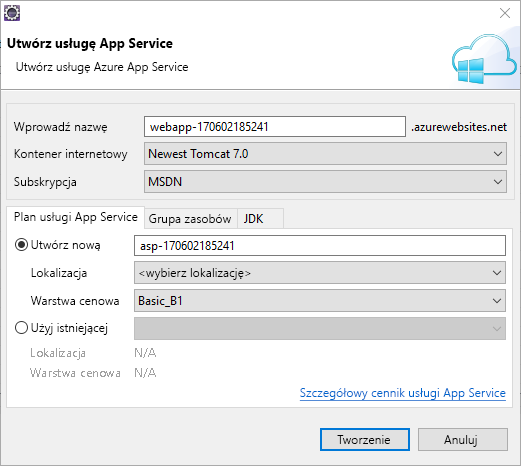 Utwórz usługę App Service
Utwórz usługę Azure App Service
Wprowadź nazwę webapp-170602185241 .azurewebsites.net
Kontener internetowy Newest Tomcat 7.0
Subskrypcja MSDN
Plan usługi App Service Grupa zasobów JDK
Utwórz nową asp-170602185241
Lokalizacja <wybierz lokalizację>
Warstwa cenowa Basic_B1
Użyj istniejącej
Lokalizacja N/A
Warstwa cenowa N/A
Szczegółowy cennik usługi App Service
Tworzenie Anuluj